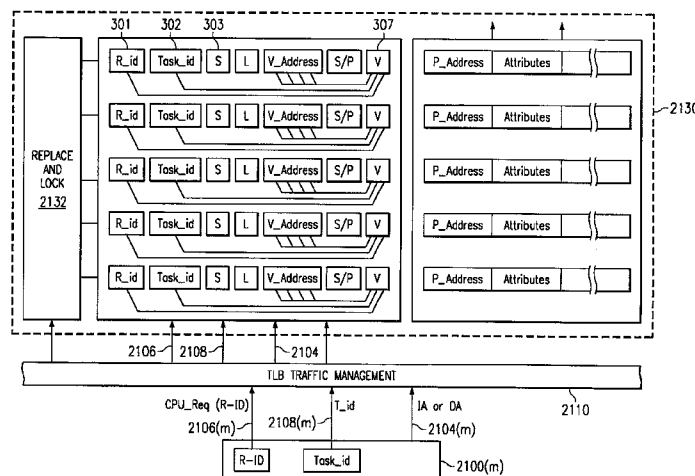 301 302 303 307
R_id Task_id S L V_Address S/P V P_Address Attributes
2130
R_id Task_id S L V_Address S/P V P_Address Attributes
REPLACE AND LOCK 2132
R_id Task_id S L V_Address S/P V P_Address Attributes
R_id Task_id S L V_Address S/P V P_Address Attributes
R_id Task_id S L V_Address S/P V P_Address Attributes
2106 2108 2104
TLB TRAFFIC MANAGEMENT
2110
CPU_Req (R-ID) T_id IA or DA
2106(m) 2108(m) 2104(m)
R-ID Task_id
2100(m)